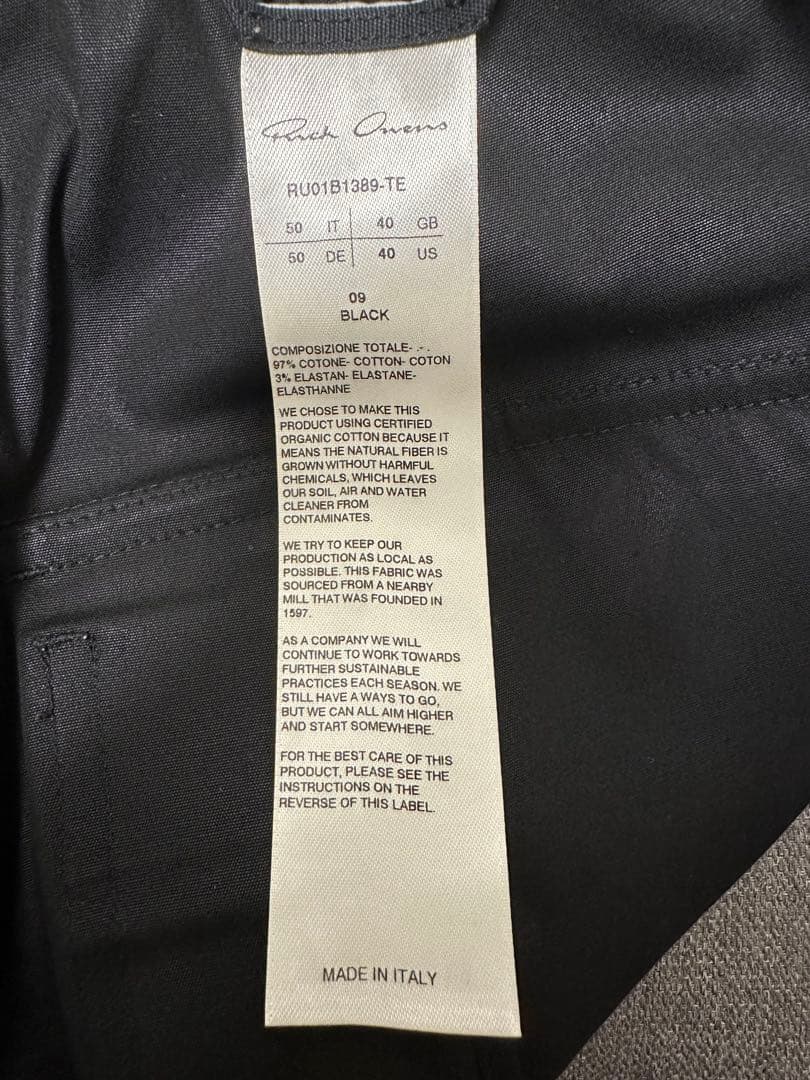 Rick Owens
RU01B1389-TE
50 IT 40 GB
50 DE 40 US
09
BLACK
COMPOSIZIONE TOTALE- .-.
97% COTONE- COTTON- COTON
3% ELASTAN- ELASTANE-
ELASTHANNE
WE CHOSE TO MAKE THIS
PRODUCT USING CERTIFIED
ORGANIC COTTON BECAUSE IT
MEANS THE NATURAL FIBER IS
GROWN WITHOUT HARMFUL
CHEMICALS, WHICH LEAVES
OUR SOIL, AIR AND WATER
CLEANER FROM
CONTAMINATES.
WE TRY TO KEEP OUR
PRODUCTION AS LOCAL AS
POSSIBLE. THIS FABRIC WAS
SOURCED FROM A NEARBY
MILL THAT WAS FOUNDED IN
1597.
AS A COMPANY WE WILL
CONTINUE TO WORK TOWARDS
FURTHER SUSTAINABLE
PRACTICES EACH SEASON. WE
STILL HAVE A WAYS TO GO,
BUT WE CAN ALL AIM HIGHER
AND START SOMEWHERE.
FOR THE BEST CARE OF THIS
PRODUCT, PLEASE SEE THE
INSTRUCTIONS ON THE
REVERSE OF THIS LABEL.
MADE IN ITALY